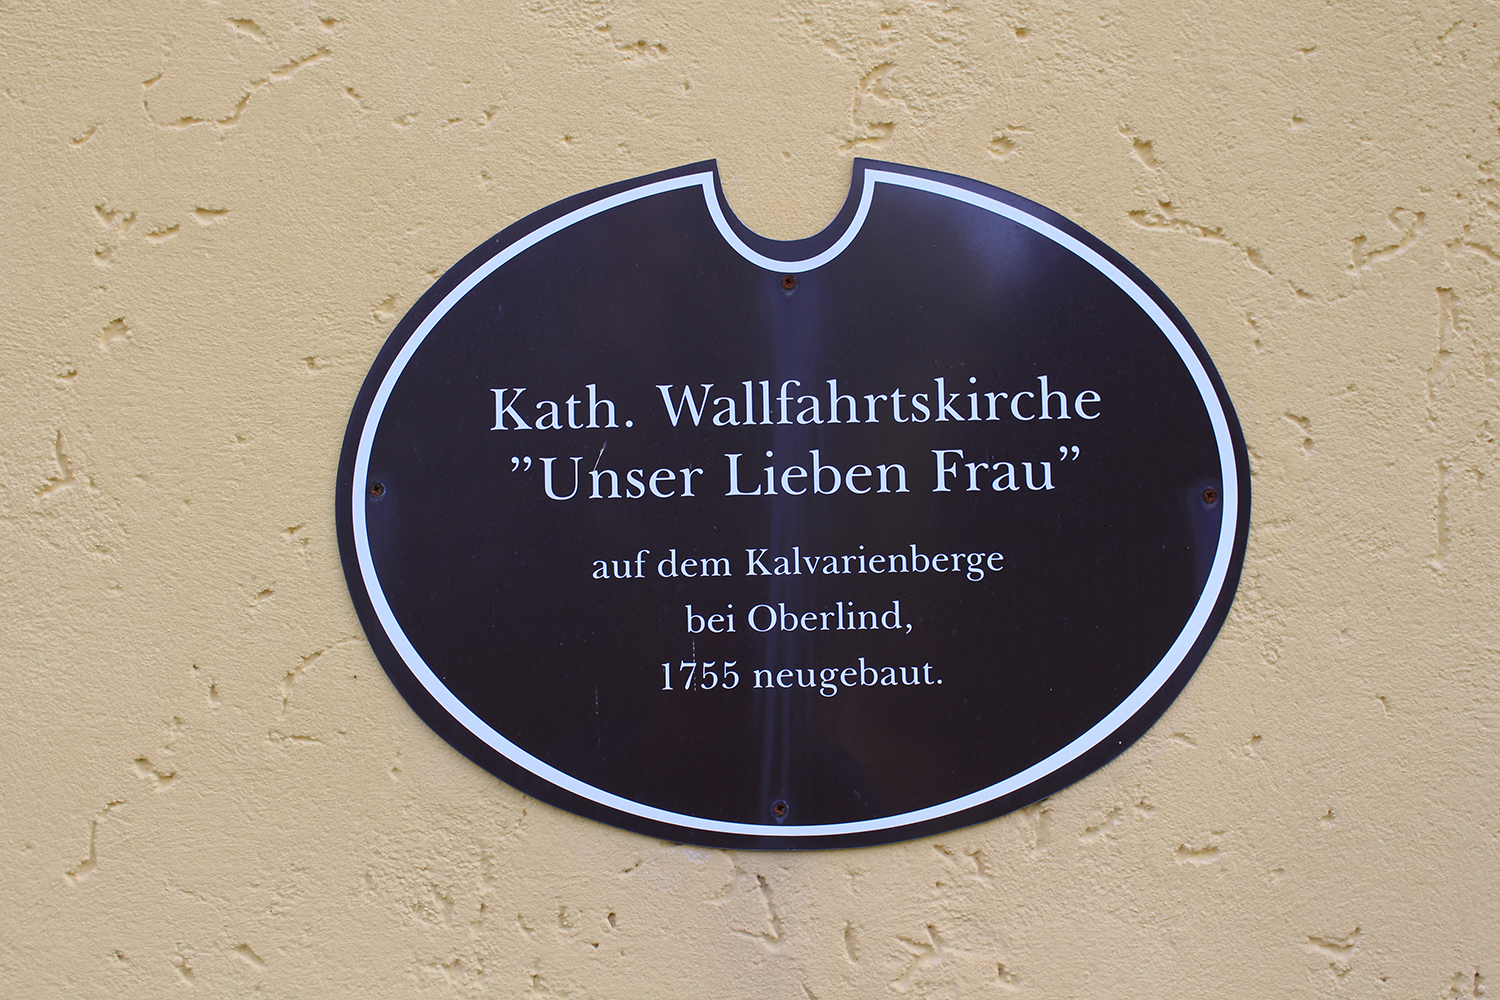 Kath. Wallfahrtskirche
”Unser Lieben Frau”
auf dem Kalvarienberge
bei Oberlind,
1755 neugebaut.